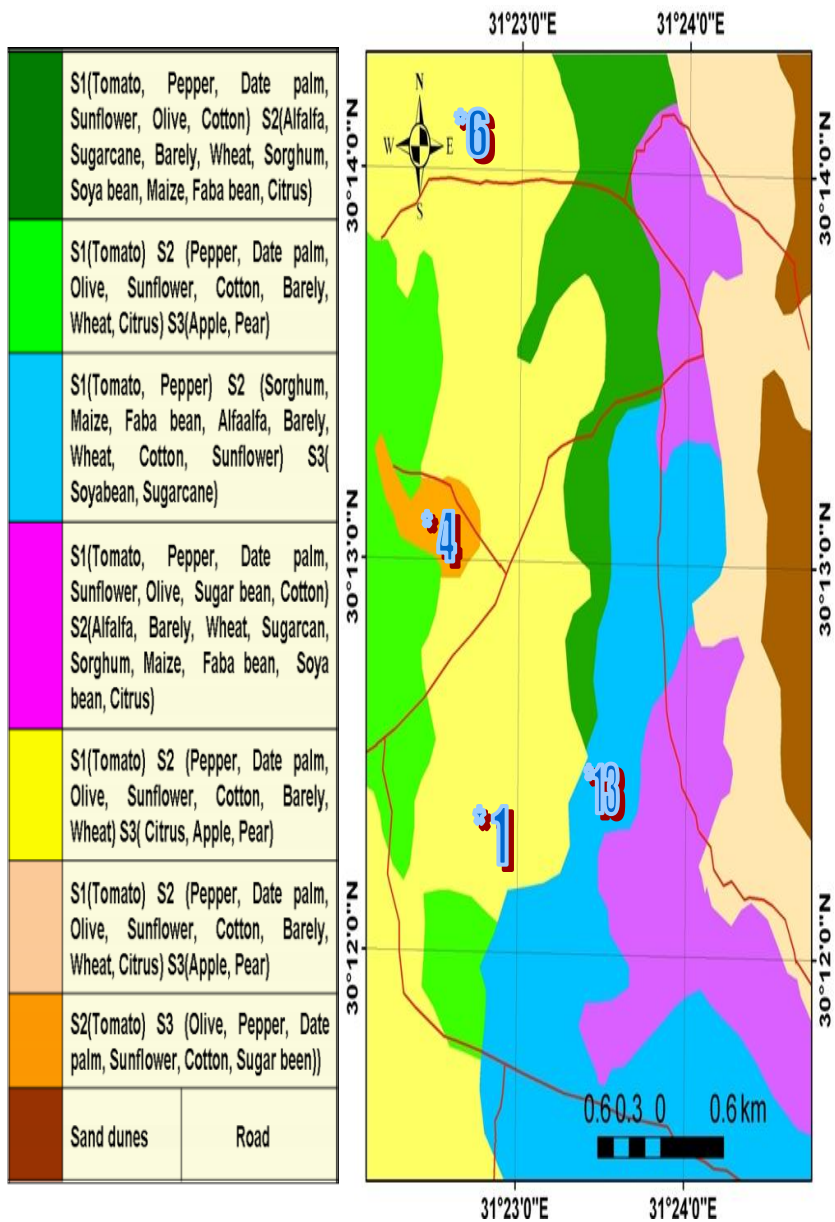 S1(Tomato, Pepper, Date palm,
Sunflower, Olive, Cotton) S2(Alfalfa,
Sugarcane, Barely, Wheat, Sorghum,
Soya bean, Maize, Faba bean, Citrus)
S1(Tomato) S2 (Pepper, Date palm,
Olive, Sunflower, Cotton, Barely,
Wheat, Citrus) S3(Apple, Pear)
S1(Tomato, Pepper) S2 (Sorghum,
Maize, Faba bean, Alfaalfa, Barely,
Wheat, Cotton, Sunflower) S3(
Soyabean, Sugarcane)
S1(Tomato, Pepper, Date palm,
Sunflower, Olive, Sugar bean, Cotton)
S2(Alfalfa, Barely, Wheat, Sugarcan,
Sorghum, Maize, Faba bean, Soya
bean, Citrus)
S1(Tomato) S2 (Pepper, Date palm,
Olive, Sunflower, Cotton, Barely,
Wheat) S3( Citrus, Apple, Pear)
S1(Tomato) S2 (Pepper, Date palm,
Olive, Sunflower, Cotton, Barely,
Wheat, Citrus) S3(Apple, Pear)
S2(Tomato) S3 (Olive, Pepper, Date
palm, Sunflower, Cotton, Sugar been))
Sand dunes Road
31°23'0"E 31°24'0"E
N
W E
S
*6
30°14'0"N 30°14'0"N
*4
30°13'0"N 30°13'0"N
*13
*1
30°12'0"N 30°12'0"N
0.6 0.3 0 0.6 km
31°23'0"E 31°24'0"E